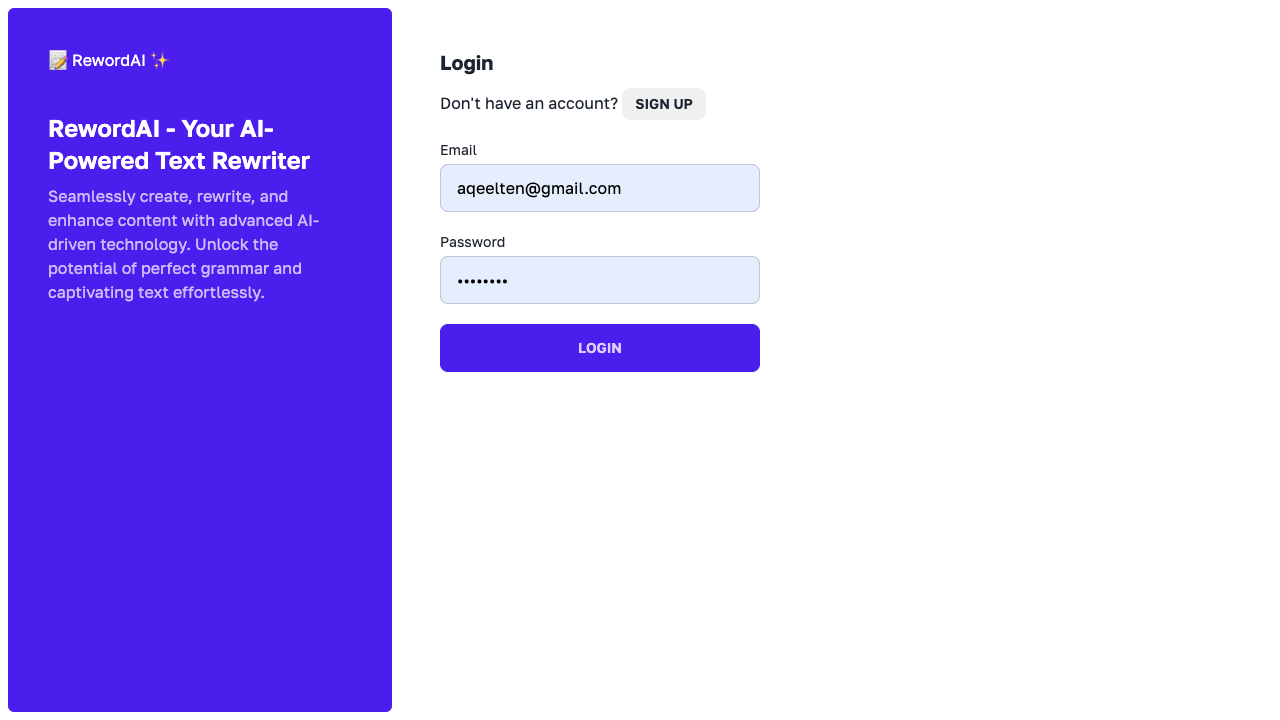 📝 RewordAI ✨
RewordAI - Your AI-
Powered Text Rewriter
Seamlessly create, rewrite, and
enhance content with advanced AI-
driven technology. Unlock the
potential of perfect grammar and
captivating text effortlessly.
Login
Don't have an account? SIGN UP
Email
aqeelten@gmail.com
Password
••••••••
LOGIN